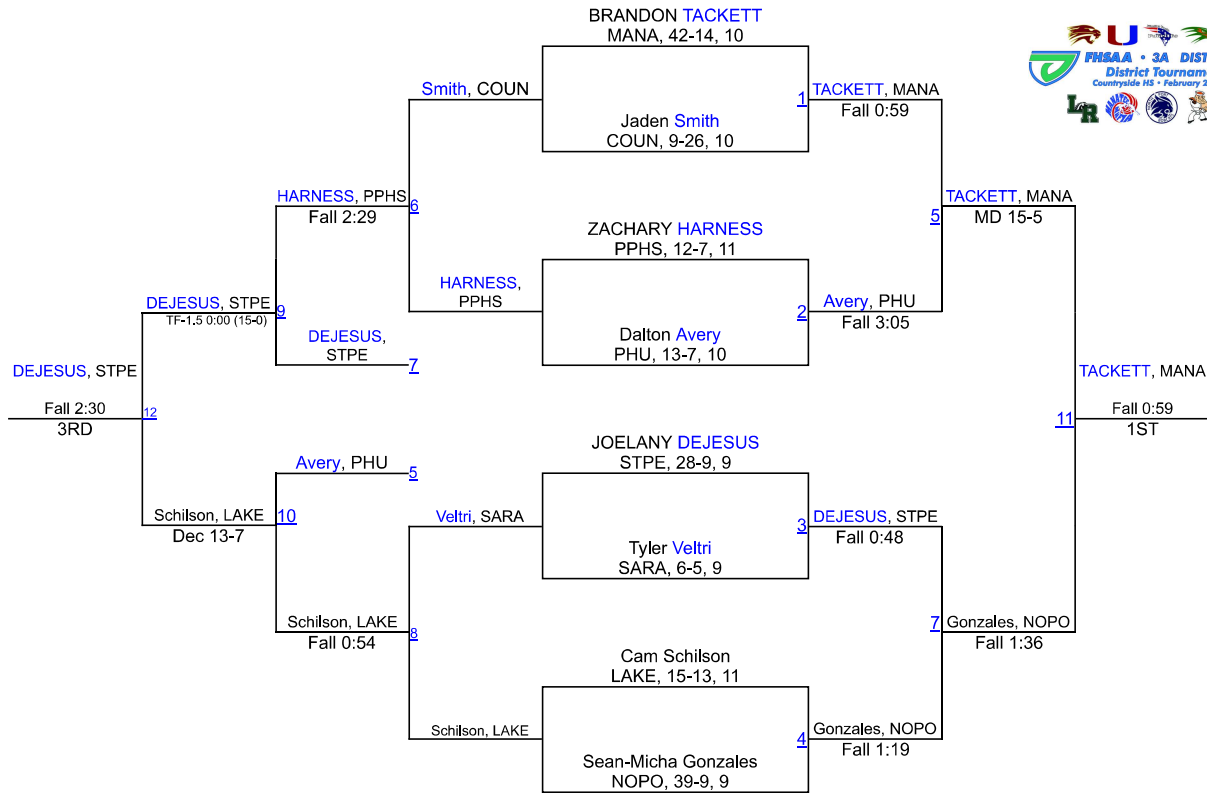 BRANDON TACKETT
MANA, 42-14, 10
FHSAA • 3A
District
Countryside HS • February
LR
Smith, COUN
1
TACKETT, MANA
Fall 0:59
Jaden Smith
COUN, 9-26, 10
HARNESS, PPHS
Fall 2:29
6
TACKETT, MANA
MD 15-5
5
ZACHARY HARNESS
PPHS, 12-7, 11
HARNESS,
PPHS
2
Avery, PHU
Fall 3:05
DEJESUS, STPE
TF-1.5 0:00 (15-0)
9
Dalton Avery
PHU, 13-7, 10
DEJESUS,
STPE
7
DEJESUS, STPE
Fall 2:30
3RD
12
TACKETT, MANA
Fall 0:59
1ST
11
JOELANY DEJESUS
STPE, 28-9, 9
Avery, PHU
5
Schilson, LAKE
Dec 13-7
10
Veltri, SARA
3
DEJESUS, STPE
Fall 0:48
Tyler Veltri
SARA, 6-5, 9
Schilson, LAKE
Fall 0:54
8
7
Gonzales, NOPO
Fall 1:36
Cam Schilson
LAKE, 15-13, 11
Schilson, LAKE
4
Gonzales, NOPO
Fall 1:19
Sean-Micha Gonzales
NOPO, 39-9, 9